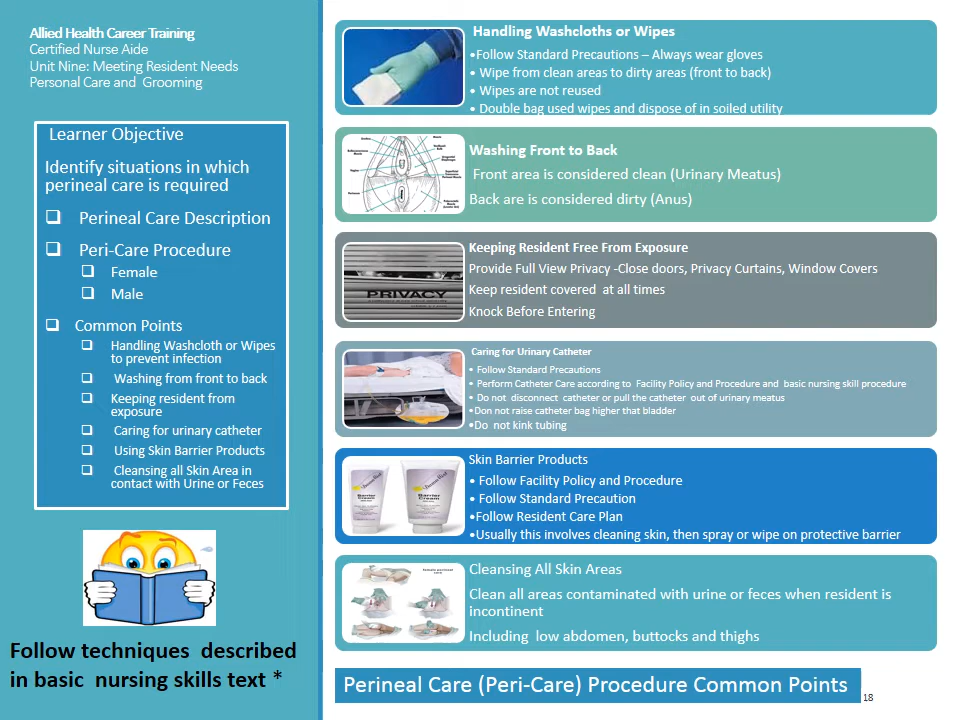 Allied Health Career Training
Certified Nurse Aide
Unit Nine: Meeting Resident Needs
Personal Care and Grooming
Learner Objective
Identify situations in which
perineal care is required
❑ Perineal Care Description
❑ Peri-Care Procedure
❑ Female
❑ Male
❑ Common Points
❑ Handling Washcloth or Wipes
to prevent infection
❑ Washing from front to back
❑ Keeping resident from
exposure
❑ Caring for urinary catheter
❑ Using Skin Barrier Products
❑ Cleansing all Skin Area in
contact with Urine or Feces
Follow techniques described
in basic nursing skills text *
Handling Washcloths or Wipes
•Follow Standard Precautions – Always wear gloves
• Wipe from clean areas to dirty areas (front to back)
• Wipes are not reused
• Double bag used wipes and dispose of in soiled utility
Washing Front to Back
Front area is considered clean (Urinary Meatus)
Back are is considered dirty (Anus)
PRIVACY
Keeping Resident Free From Exposure
Provide Full View Privacy -Close doors, Privacy Curtains, Window Covers
Keep resident covered at all times
Knock Before Entering
Caring for Urinary Catheter
• Follow Standard Precautions
• Perform Catheter Care according to Facility Policy and Procedure and basic nursing skill procedure
• Do not disconnect catheter or pull the catheter out of urinary meatus
•Don not raise catheter bag higher that bladder
•Do not kink tubing
Barrier
Cream
Barrier
Cream
Skin Barrier Products
• Follow Facility Policy and Procedure
• Follow Standard Precaution
•Follow Resident Care Plan
•Usually this involves cleaning skin, then spray or wipe on protective barrier
Cleansing All Skin Areas
Clean all areas contaminated with urine or feces when resident is
incontinent
Including low abdomen, buttocks and thighs
Perineal Care (Peri-Care) Procedure Common Points
18